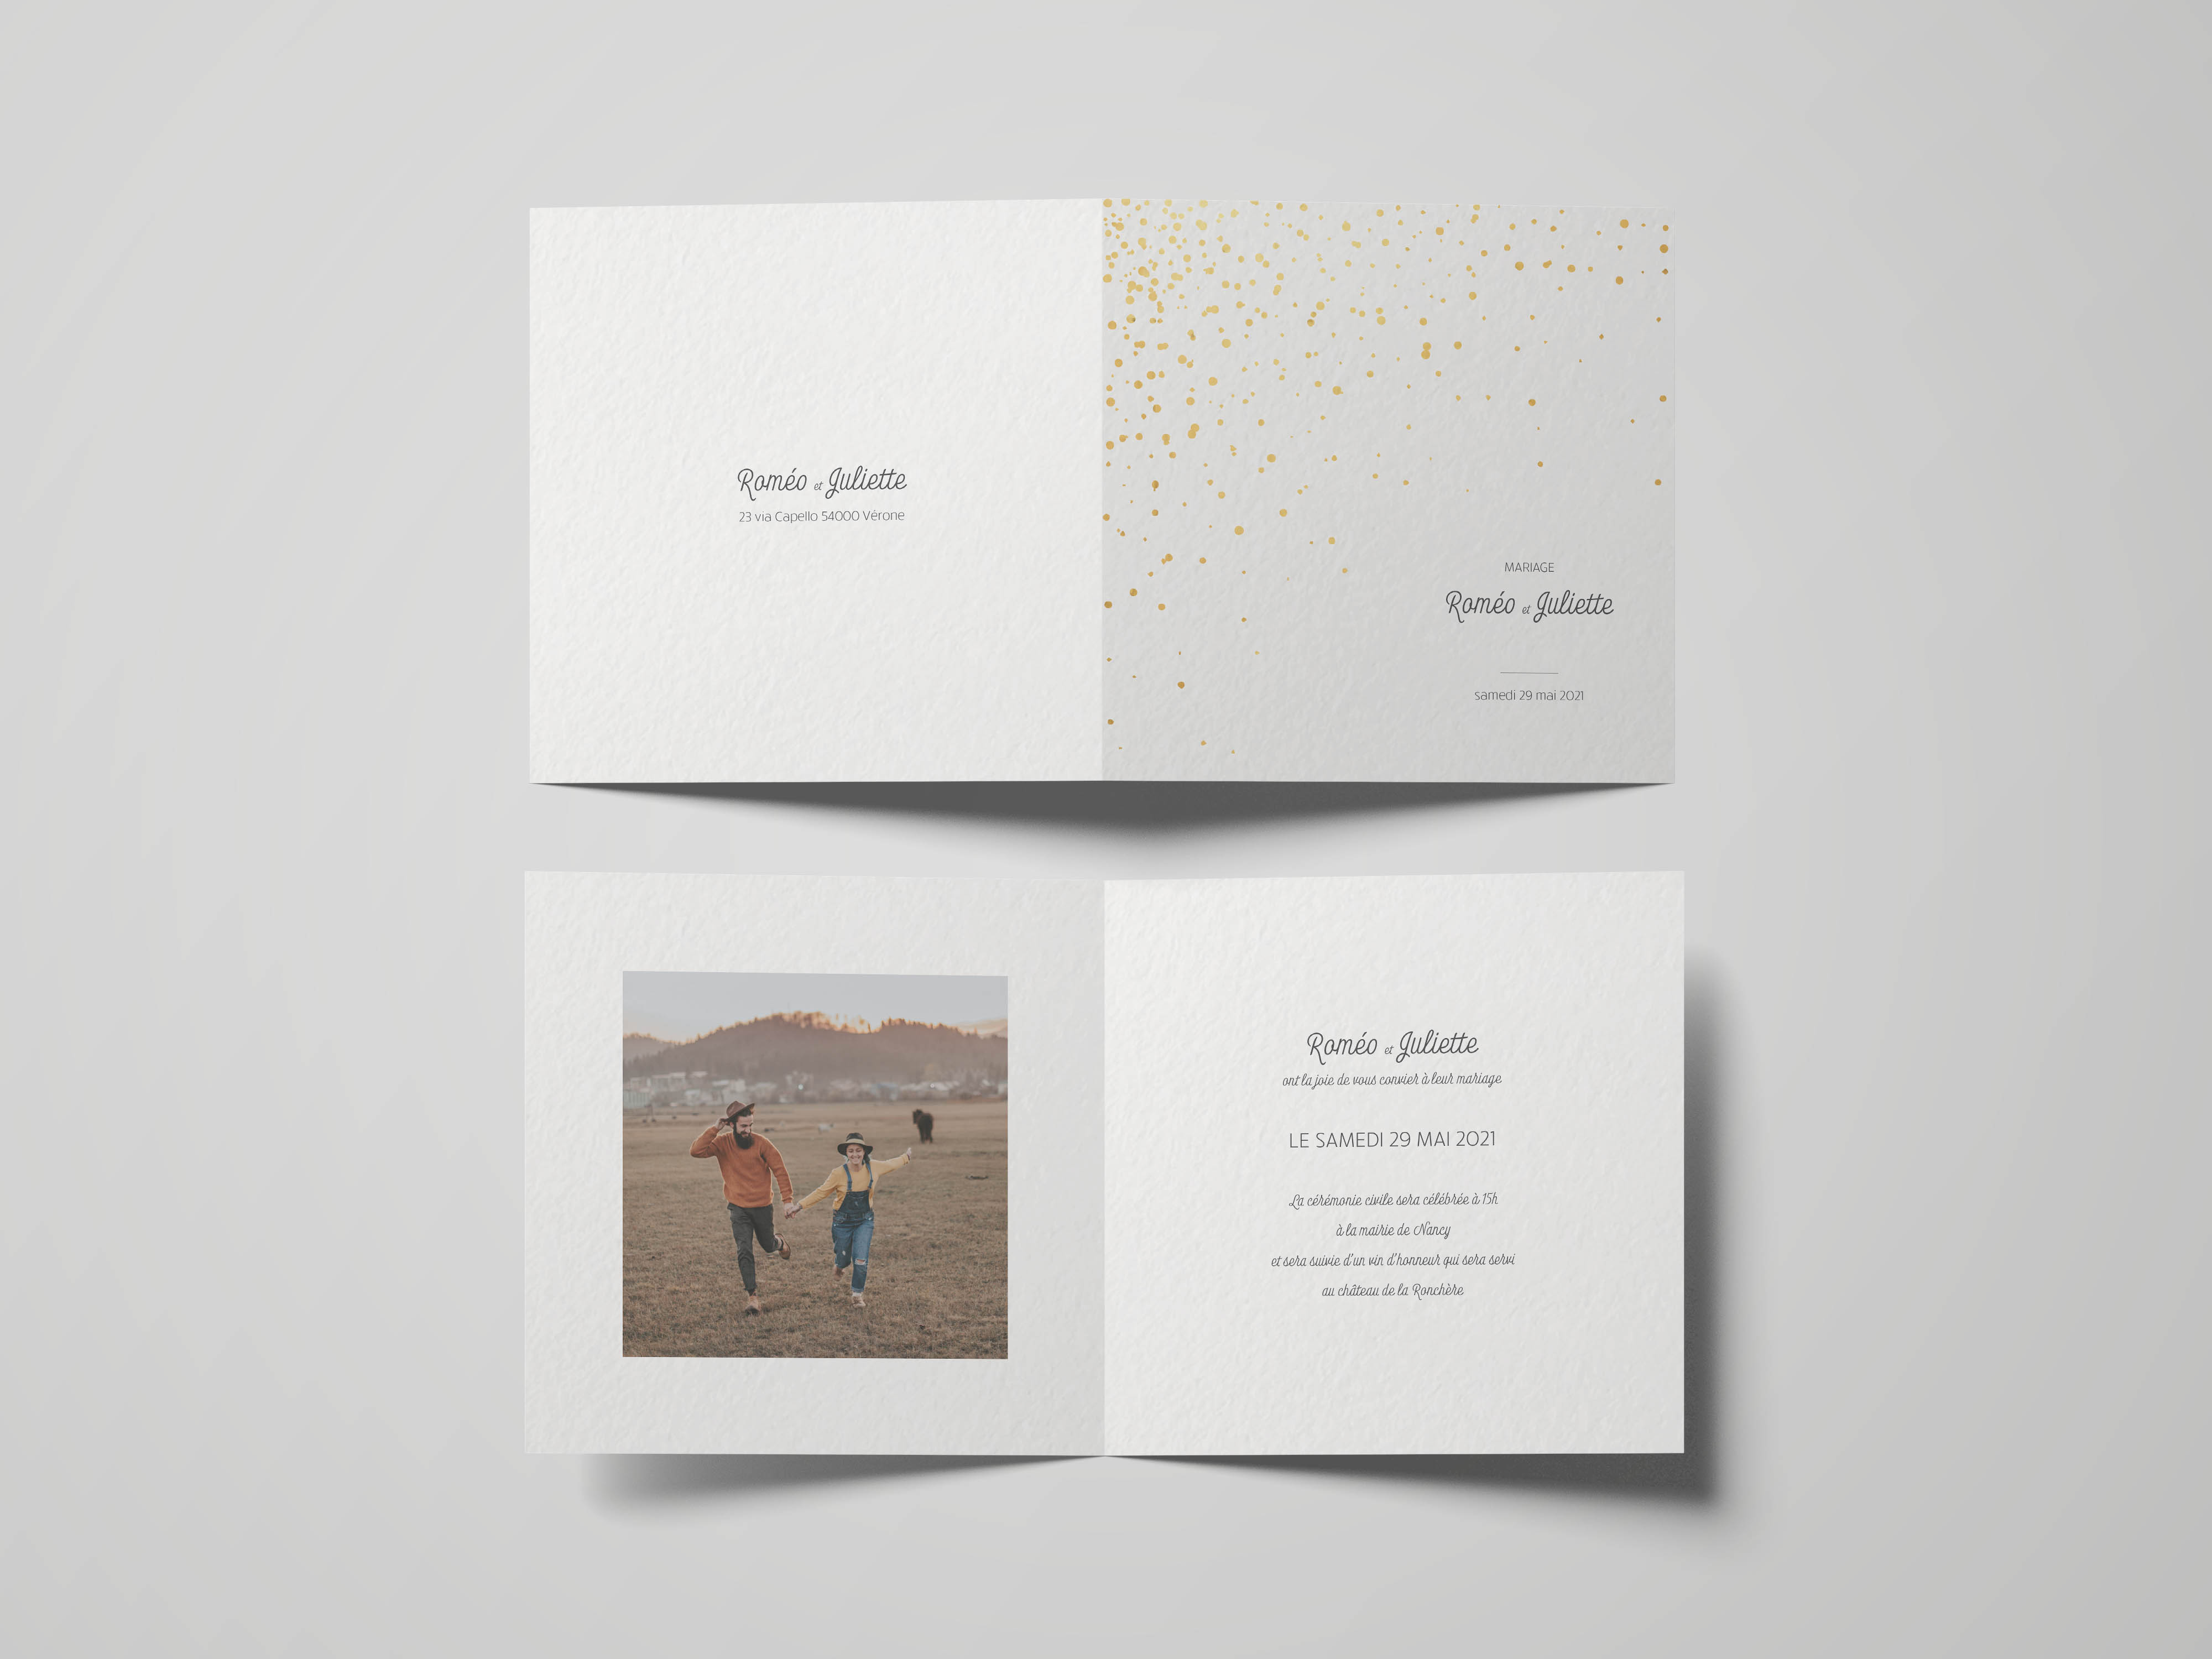 Roméo et Juliette
23 via Capello 54000 Vérone
MARIAGE
Roméo et Juliette
samedi 29 mai 2021
Roméo et Juliette
ont la joie de vous convier à leur mariage
LE SAMEDI 29 MAI 2021
La cérémonie civile sera célébrée à 15h
à la mairie de Nancy
et sera suivie d'un vin d'honneur qui sera servi
au château de la Ronchère